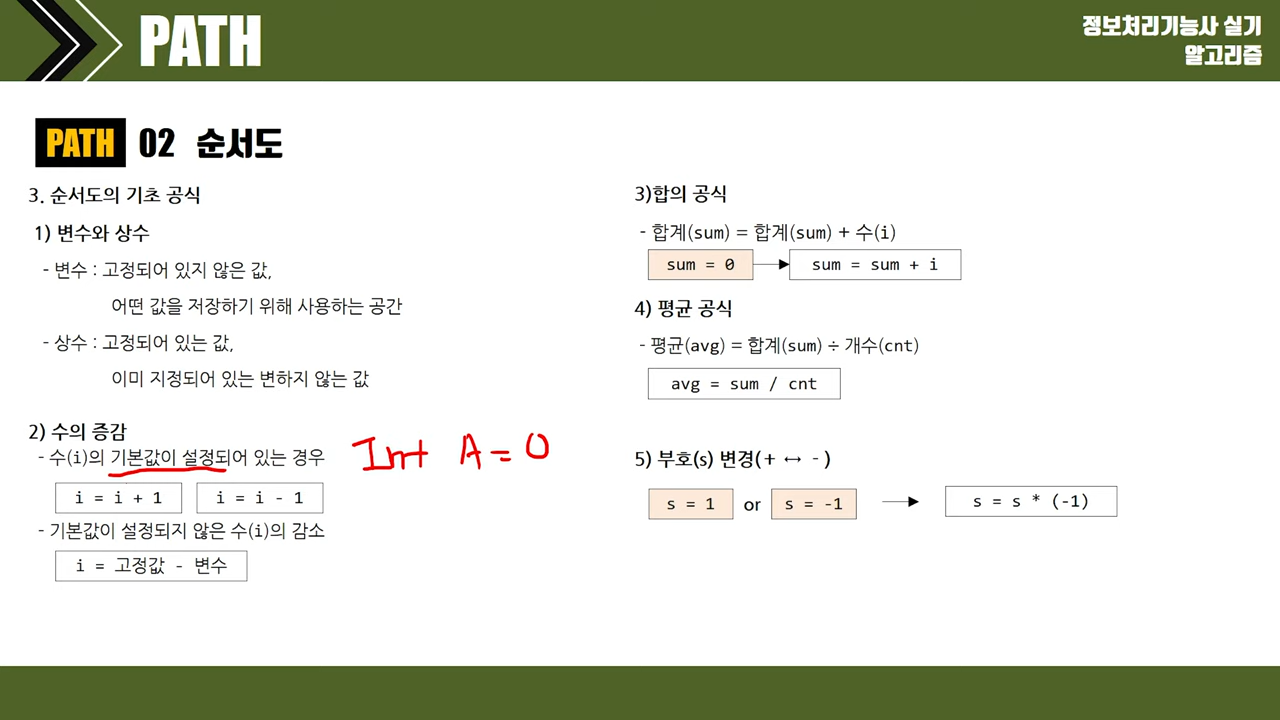 PATH
정보처리기능사 실기
알고리즘
PATH 02 순서도
3. 순서도의 기초 공식
1) 변수와 상수
- 변수 : 고정되어 있지 않은 값,
어떤 값을 저장하기 위해 사용하는 공간
- 상수 : 고정되어 있는 값,
이미 지정되어 있는 변하지 않는 값
2) 수의 증감
- 수(i)의 기본값이 설정되어 있는 경우
Int A = 0
i = i + 1
i = i - 1
- 기본값이 설정되지 않은 수(i)의 감소
i = 고정값 - 변수
3)합의 공식
- 합계(sum) = 합계(sum) + 수(i)
sum = 0
sum = sum + i
4) 평균 공식
- 평균(avg) = 합계(sum) ÷ 개수(cnt)
avg = sum / cnt
5) 부호(s) 변경(+ ↔ - )
s = 1 or s = -1
s = s * (-1)